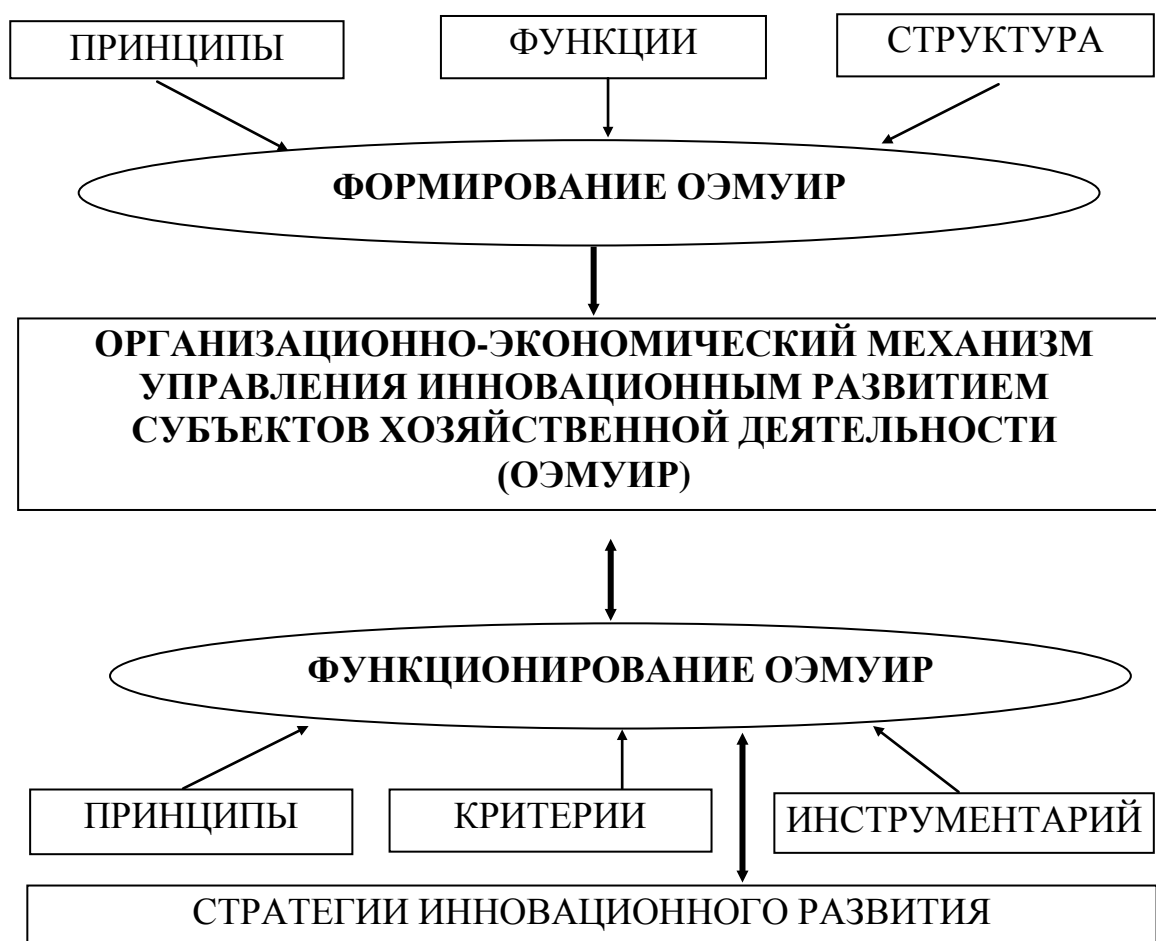 ПРИНЦИПЫ
ФУНКЦИИ
СТРУКТУРА
ФОРМИРОВАНИЕ ОЭМУИР
ОРГАНИЗАЦИОННО-ЭКОНОМИЧЕСКИЙ МЕХАНИЗМ
УПРАВЛЕНИЯ ИННОВАЦИОННЫМ РАЗВИТИЕМ
СУБЪЕКТОВ ХОЗЯЙСТВЕННОЙ ДЕЯТЕЛЬНОСТИ
(ОЭМУИР)
ФУНКЦИОНИРОВАНИЕ ОЭМУИР
ПРИНЦИПЫ
КРИТЕРИИ
ИНСТРУМЕНТАРИЙ
СТРАТЕГИИ ИННОВАЦИОННОГО РАЗВИТИЯ